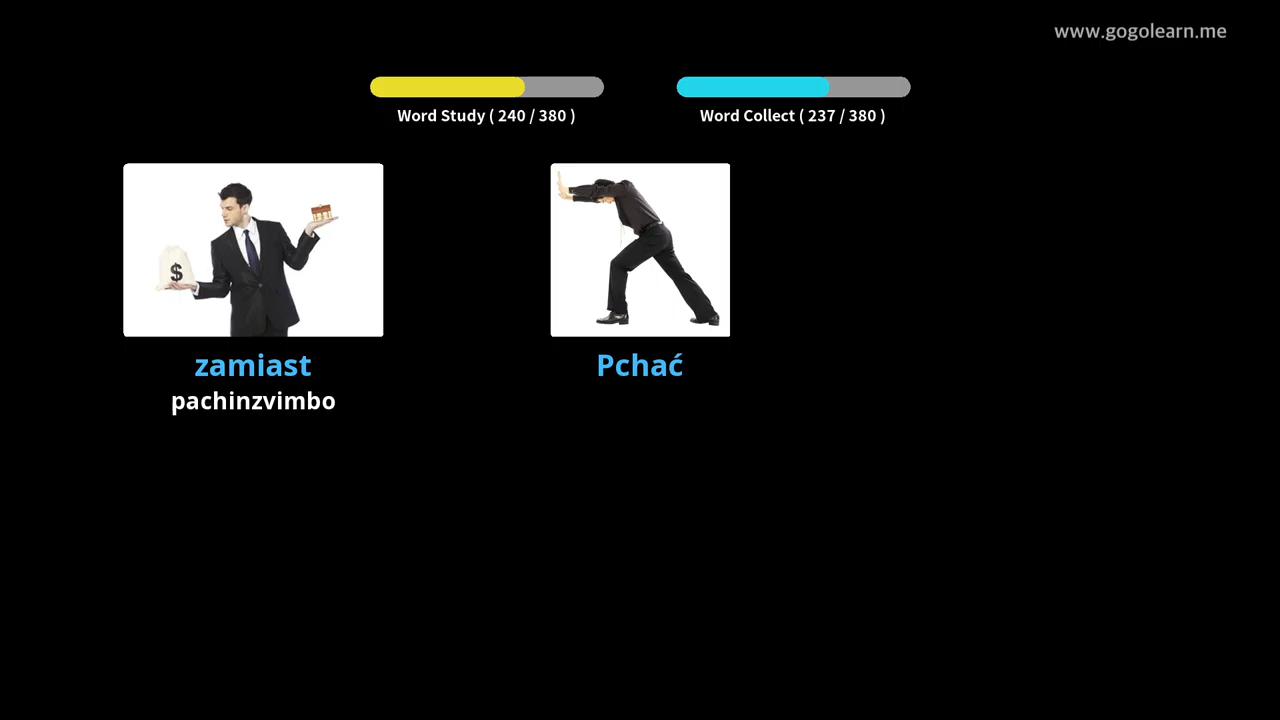 www.gogolearn.me
Word Study ( 240 / 380 )
Word Collect ( 237 / 380 )
$
zamiast
pachinzvimbo
Pchać